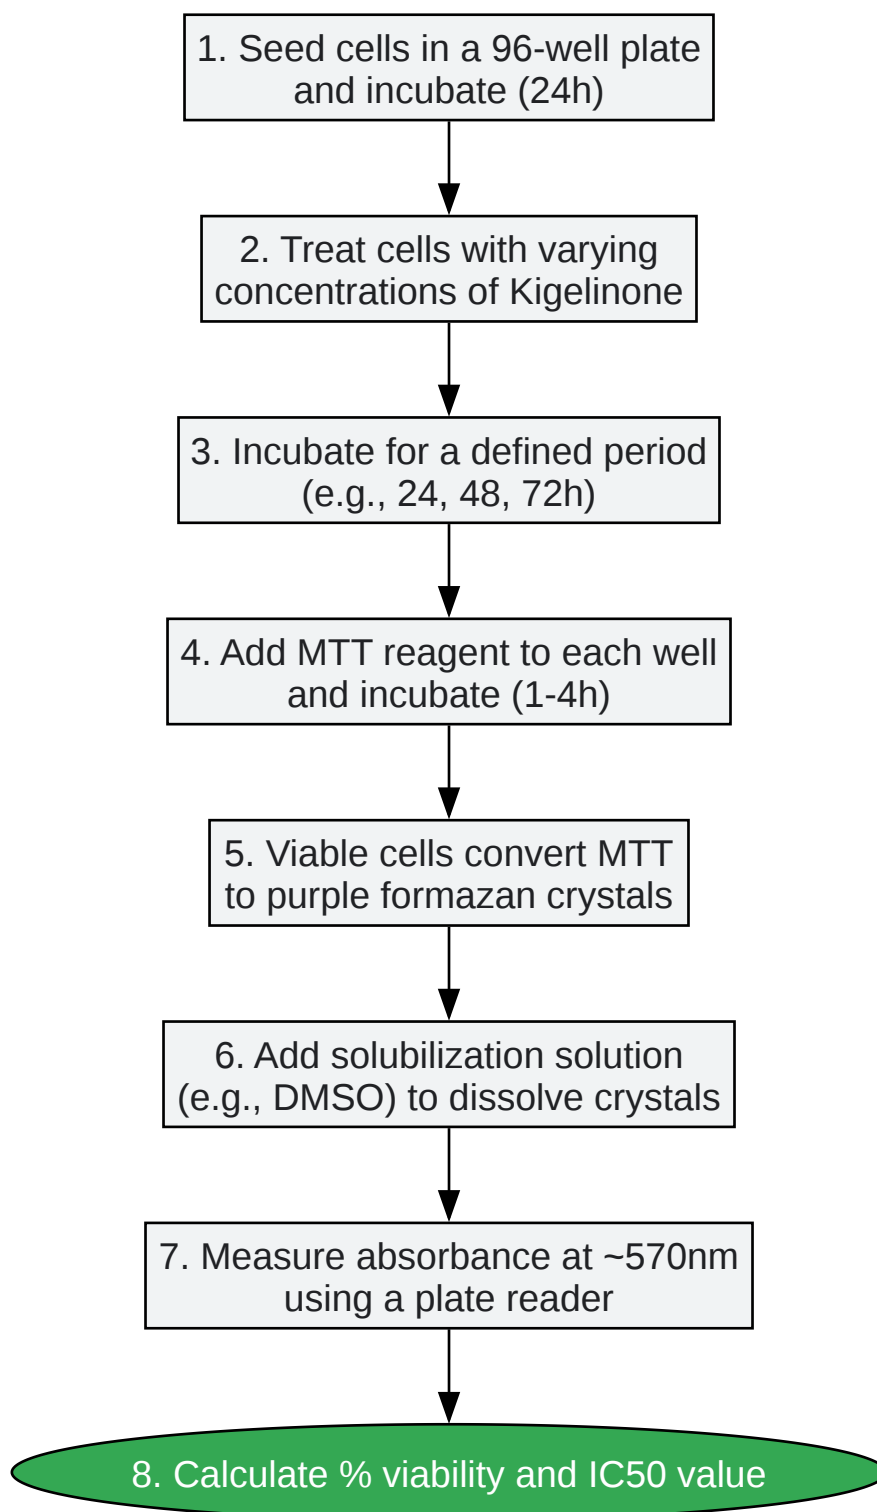 1. Seed cells in a 96-well plate
and incubate (24h)
2. Treat cells with varying
concentrations of Kigelinone
3. Incubate for a defined period
(e.g., 24, 48, 72h)
4. Add MTT reagent to each well
and incubate (1-4h)
5. Viable cells convert MTT
to purple formazan crystals
6. Add solubilization solution
(e.g., DMSO) to dissolve crystals
7. Measure absorbance at ~570nm
using a plate reader
8. Calculate % viability and IC50 value